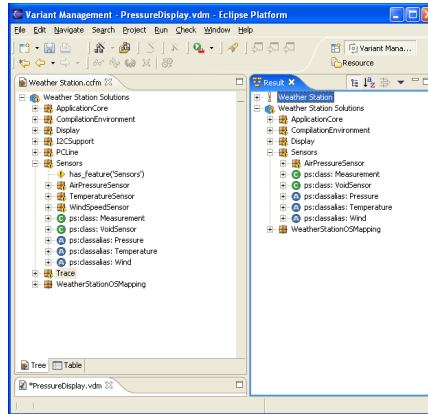 Variant Management - PressureDisplay.vdm - Eclipse Platform
File Edit Navigate Search Project Run Check Window Help
Variant Mana...
Resource
Weather Station.ccfm
Weather Station Solutions
ApplicationCore
CompilationEnvironment
Display
I2CSupport
PCLine
Sensors
has_feature('Sensors')
AirPressureSensor
TemperatureSensor
WindSpeedSensor
ps:class: Measurement
ps:class: VoidSensor
ps:classalias: Pressure
ps:classalias: Temperature
ps:classalias: Wind
Trace
WeatherStationOSMapping
Tree Table
*PressureDisplay.vdm
Result
Weather Station
Weather Station Solutions
ApplicationCore
CompilationEnvironment
Display
Sensors
AirPressureSensor
ps:class: Measurement
ps:class: VoidSensor
ps:classalias: Pressure
ps:classalias: Temperature
ps:classalias: Wind
WeatherStationOSMapping